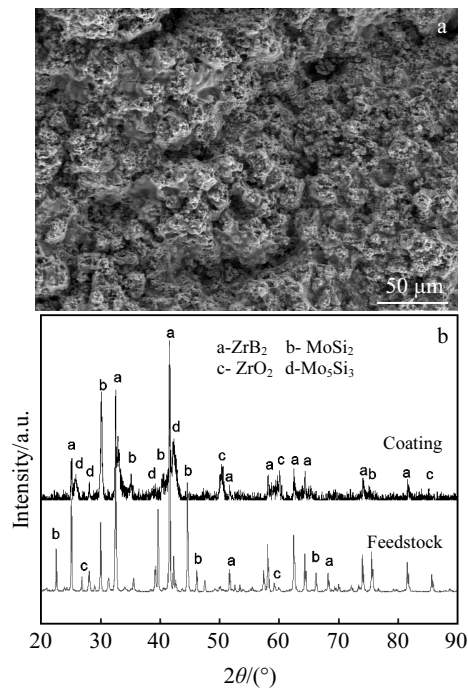 a
50 μm
b
a-ZrB₂ b- MoSi₂
c- ZrO₂ d-Mo₅Si₃
a
b
a
a
d
d
b
d
b
d
c
a
a
c
a
a
a
b
a
c
Coating
Intensity/a.u.
Feedstock
b
c
b
a
c
b
a
20 30 40 50 60 70 80 90
2θ/(°)